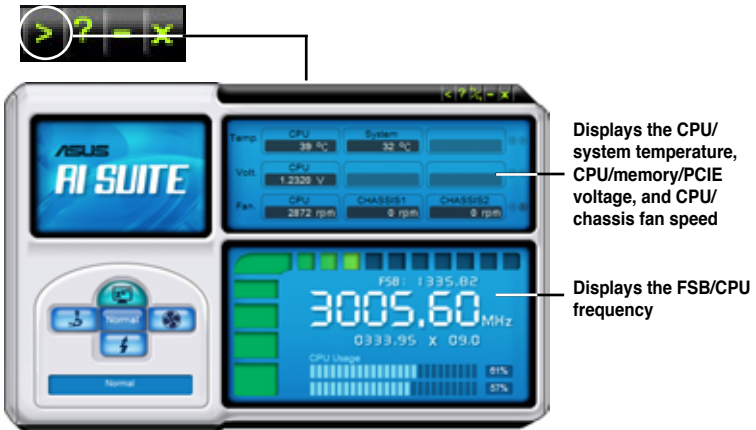 > ? - x
< ? °C/°F - x
ASUS
AI SUITE
Temp. CPU System
39 °C 32 °C
Volt. CPU
1.2320 V
Fan. CPU CHASSIS1 CHASSIS2
2872 rpm 0 rpm 0 rpm
Displays the CPU/
system temperature,
CPU/memory/PCIE
voltage, and CPU/
chassis fan speed
FSB: 1335.82
3005.60 MHz
0333.95 X 09.0
CPU Usage
61%
57%
Displays the FSB/CPU
frequency
Normal
Normal